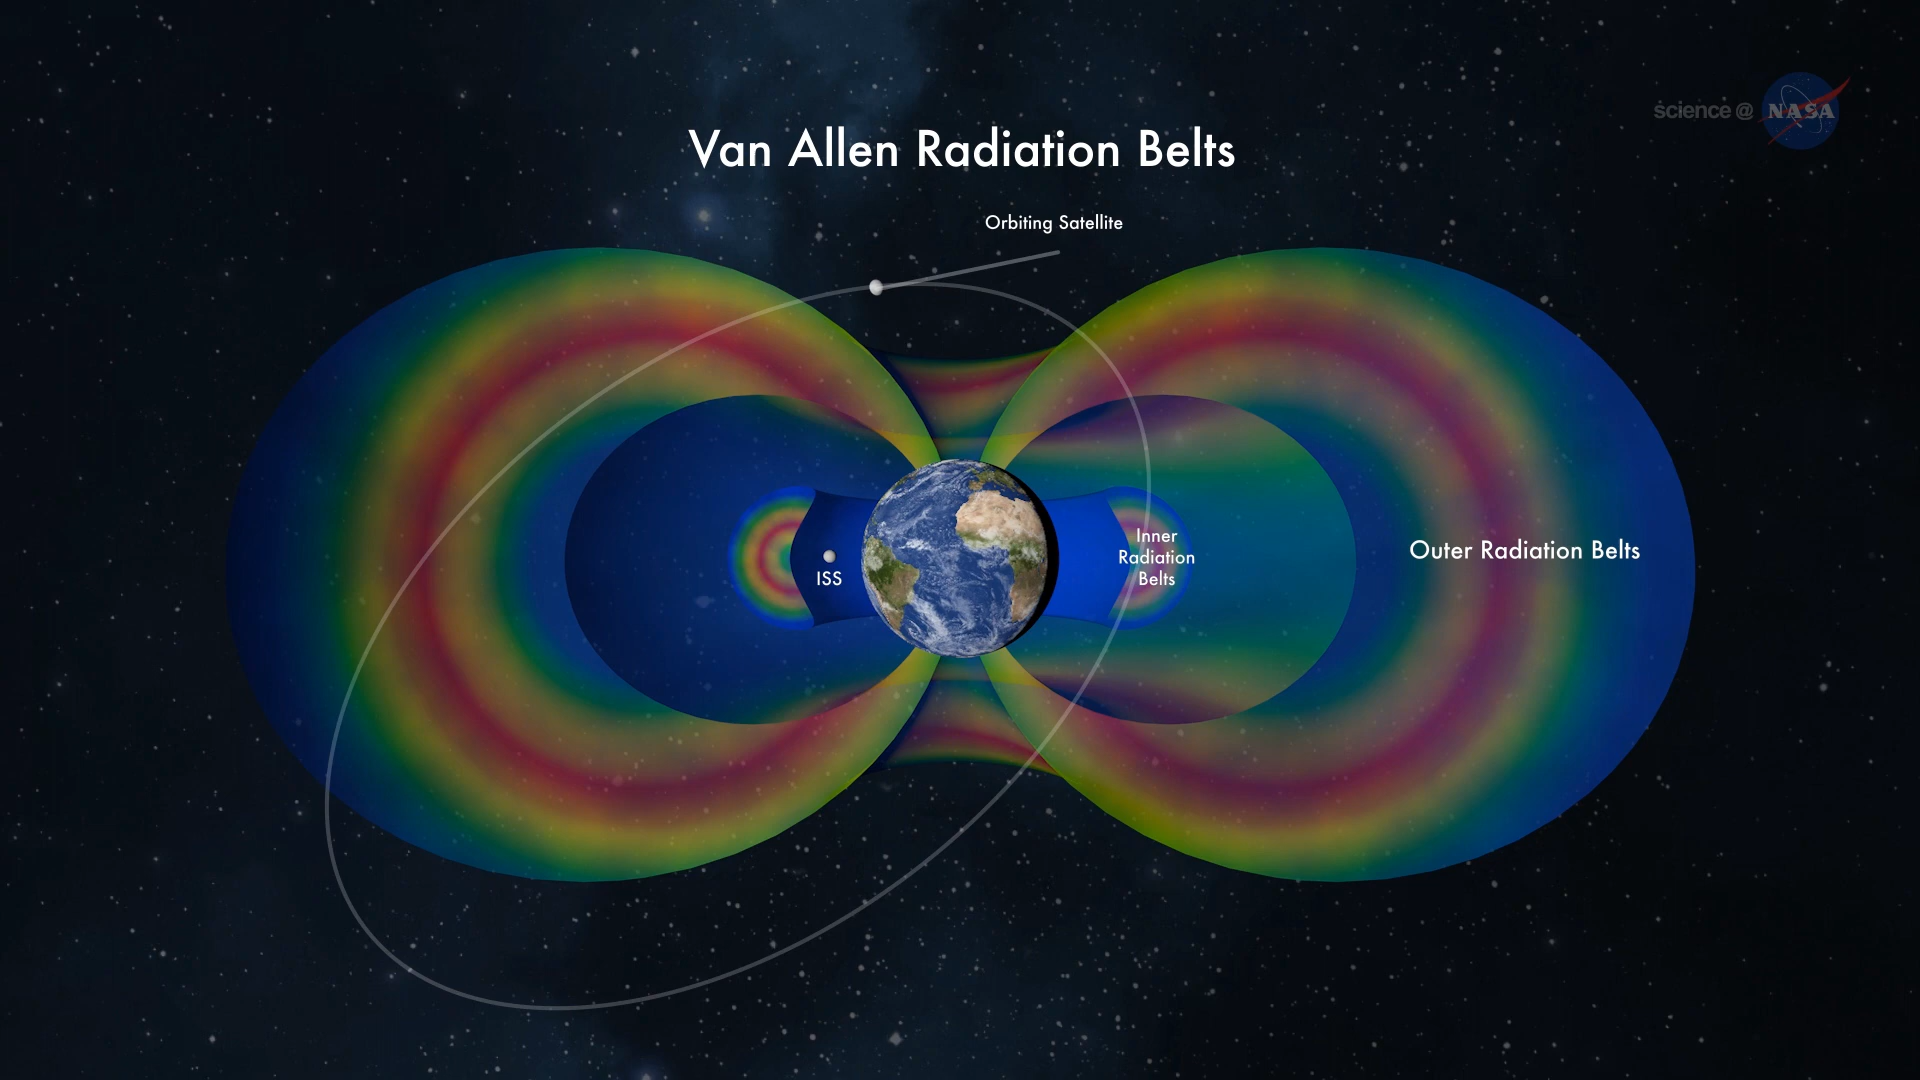 science @ NASA
Van Allen Radiation Belts
Orbiting Satellite
Inner
Radiation
Belts
Outer Radiation Belts
ISS